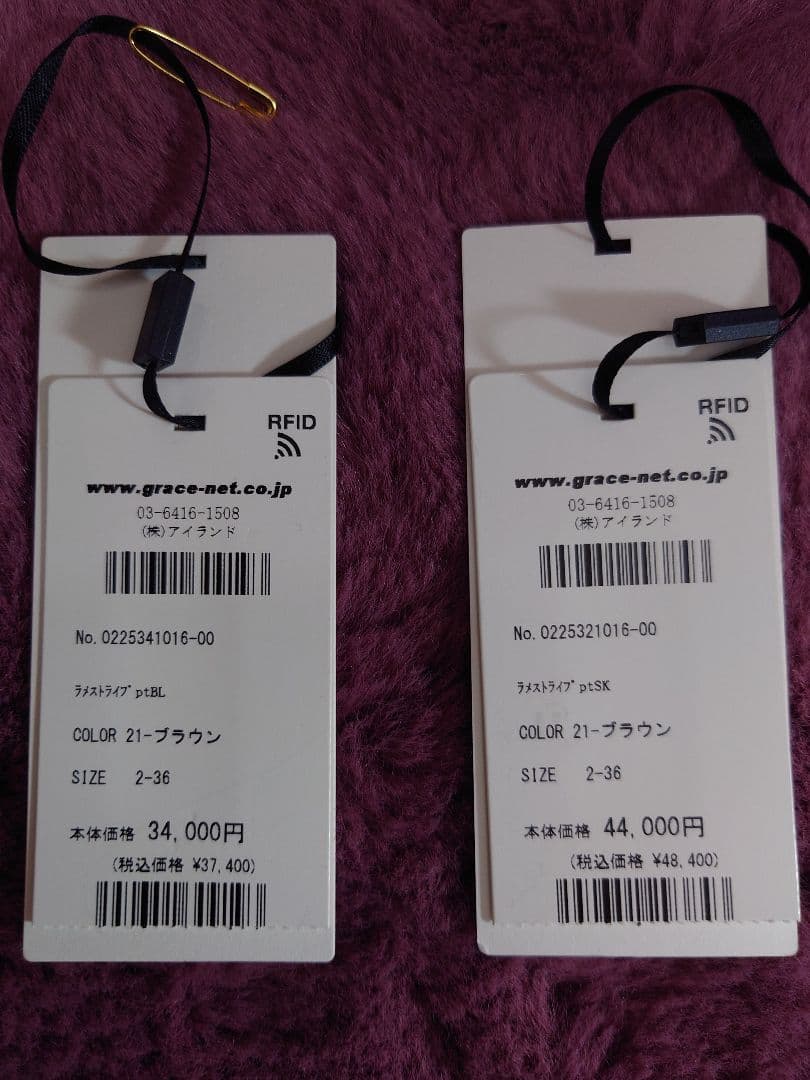 RFID
www.grace-net.co.jp
03-6416-1508
(株)アイランド
No. 0225341016-00
ﾗﾒｽﾄﾗｲﾌﾟptBL
COLOR 21-ブラウン
SIZE 2-36
本体価格 34,000円
(税込価格 ¥37,400)
RFID
www.grace-net.co.jp
03-6416-1508
(株)アイランド
No. 0225321016-00
ﾗﾒｽﾄﾗｲﾌﾟptSK
COLOR 21-ブラウン
SIZE 2-36
本体価格 44,000円
(税込価格 ¥48,400)